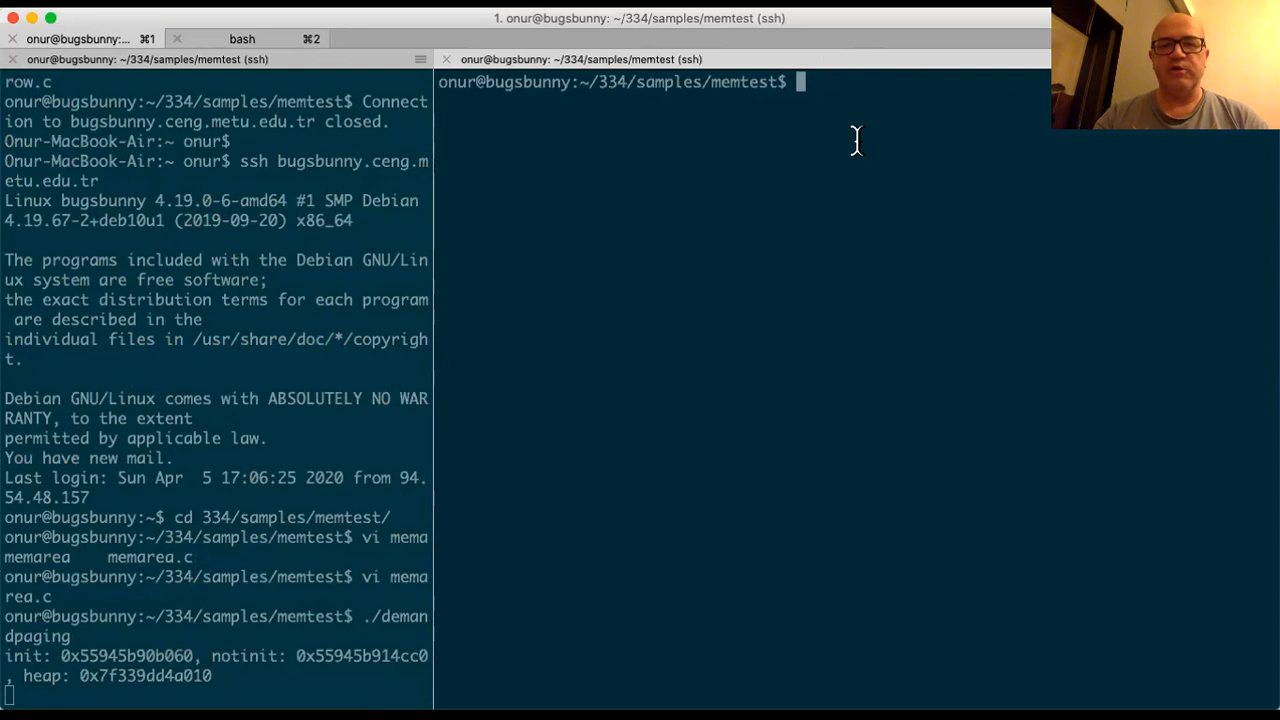 1. onur@bugsbunny: ~/334/samples/memtest (ssh)
onur@bugsbunny:... ⌘1
bash ⌘2
onur@bugsbunny: ~/334/samples/memtest (ssh)
onur@bugsbunny: ~/334/samples/memtest (ssh)
row.c
onur@bugsbunny:~/334/samples/memtest$ Connect
ion to bugsbunny.ceng.metu.edu.tr closed.
Onur-MacBook-Air:~ onur$
Onur-MacBook-Air:~ onur$ ssh bugsbunny.ceng.m
etu.edu.tr
Linux bugsbunny 4.19.0-6-amd64 #1 SMP Debian
4.19.67-2+deb10u1 (2019-09-20) x86_64
The programs included with the Debian GNU/Lin
ux system are free software;
the exact distribution terms for each program
are described in the
individual files in /usr/share/doc/*/copyrigh
t.
Debian GNU/Linux comes with ABSOLUTELY NO WAR
RANTY, to the extent
permitted by applicable law.
You have new mail.
Last login: Sun Apr  5 17:06:25 2020 from 94.
54.48.157
onur@bugsbunny:~$ cd 334/samples/memtest/
onur@bugsbunny:~/334/samples/memtest$ vi mema
memarea    memarea.c
onur@bugsbunny:~/334/samples/memtest$ vi mema
rea.c
onur@bugsbunny:~/334/samples/memtest$ ./deman
dpaging
init: 0x55945b90b060, notinit: 0x55945b914cc0
, heap: 0x7f339dd4a010
onur@bugsbunny:~/334/samples/memtest$